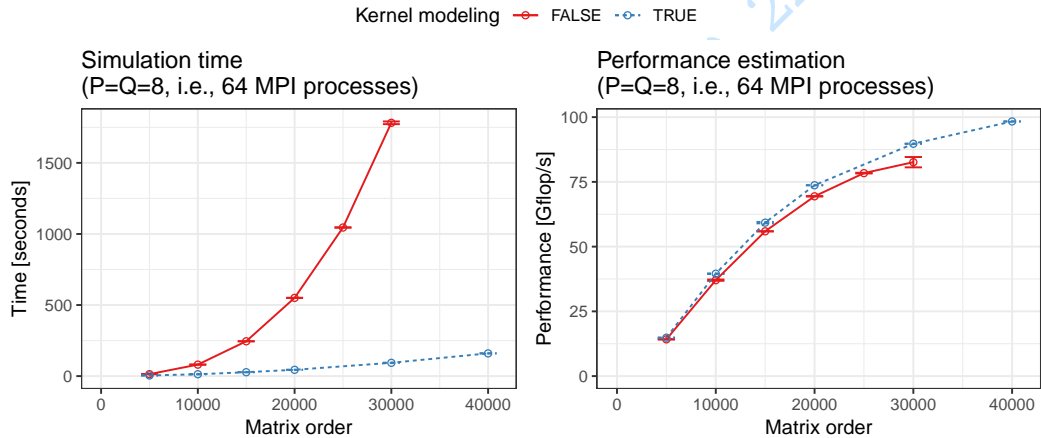 Kernel modeling FALSE TRUE
Simulation time
(P=Q=8, i.e., 64 MPI processes)
Time [seconds]
1500
1000
500
0
0 10000 20000 30000 40000
Matrix order
Performance estimation
(P=Q=8, i.e., 64 MPI processes)
Performance [Gflop/s]
100
75
50
25
0
0 10000 20000 30000 40000
Matrix order